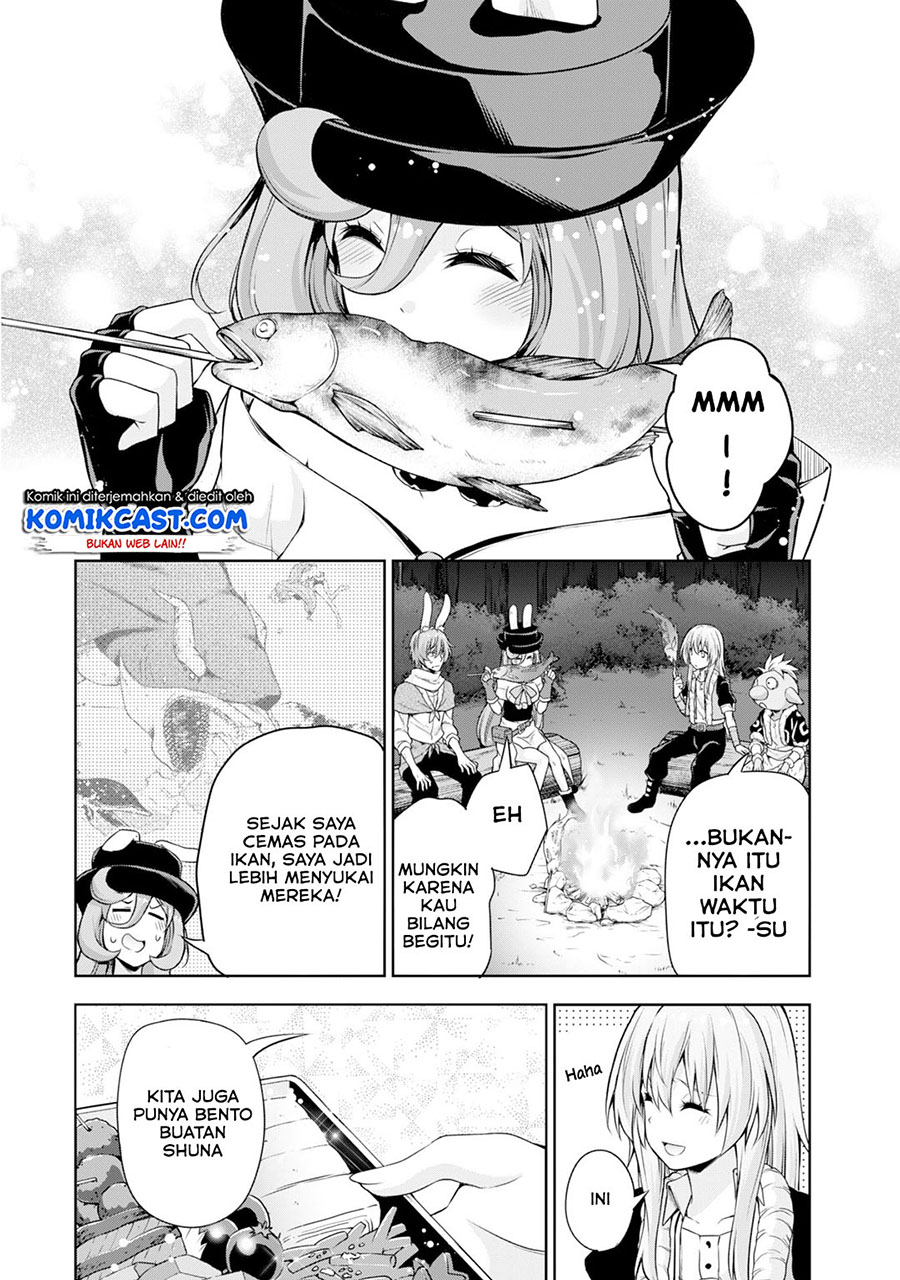 MMM
!
!
Komik ini diterjemahkan & diedit oleh
KOMIKCAST.COM
BUKAN WEB LAIN!!
...BUKAN-
NYA ITU
IKAN
WAKTU
ITU? -SU
EH
MUNGKIN
KARENA
KAU
BILANG
BEGITU!
SEJAK SAYA
CEMAS PADA
IKAN, SAYA JADI
LEBIH MENYUKAI
MEREKA!
Haha
INI
KITA JUGA
PUNYA BENTO
BUATAN
SHUNA